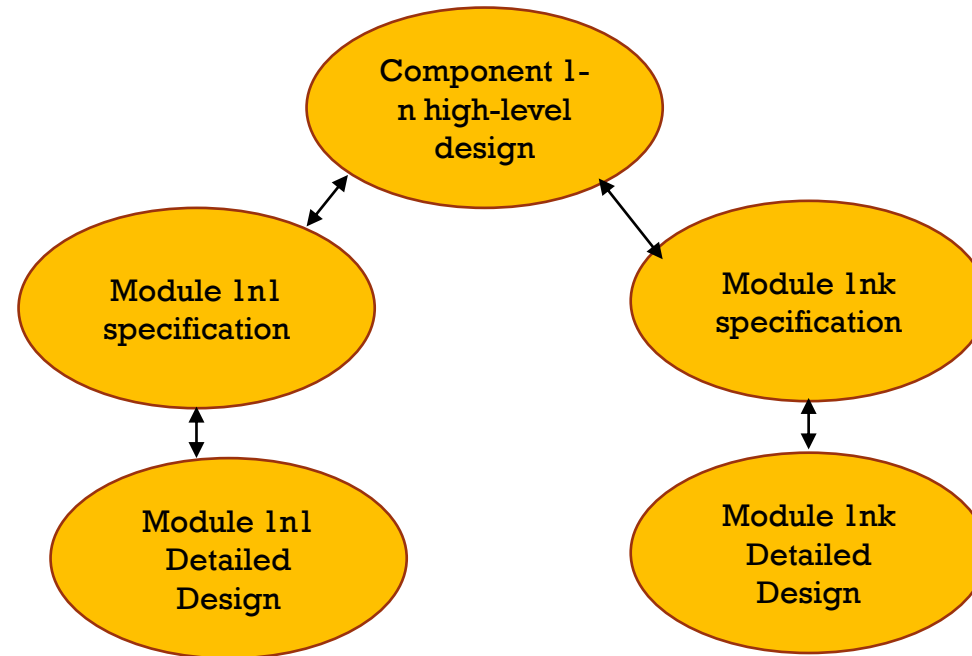 Component 1-
n high-level
design
Module 1n1
specification
Module 1nk
specification
Module 1n1
Detailed
Design
Module 1nk
Detailed
Design